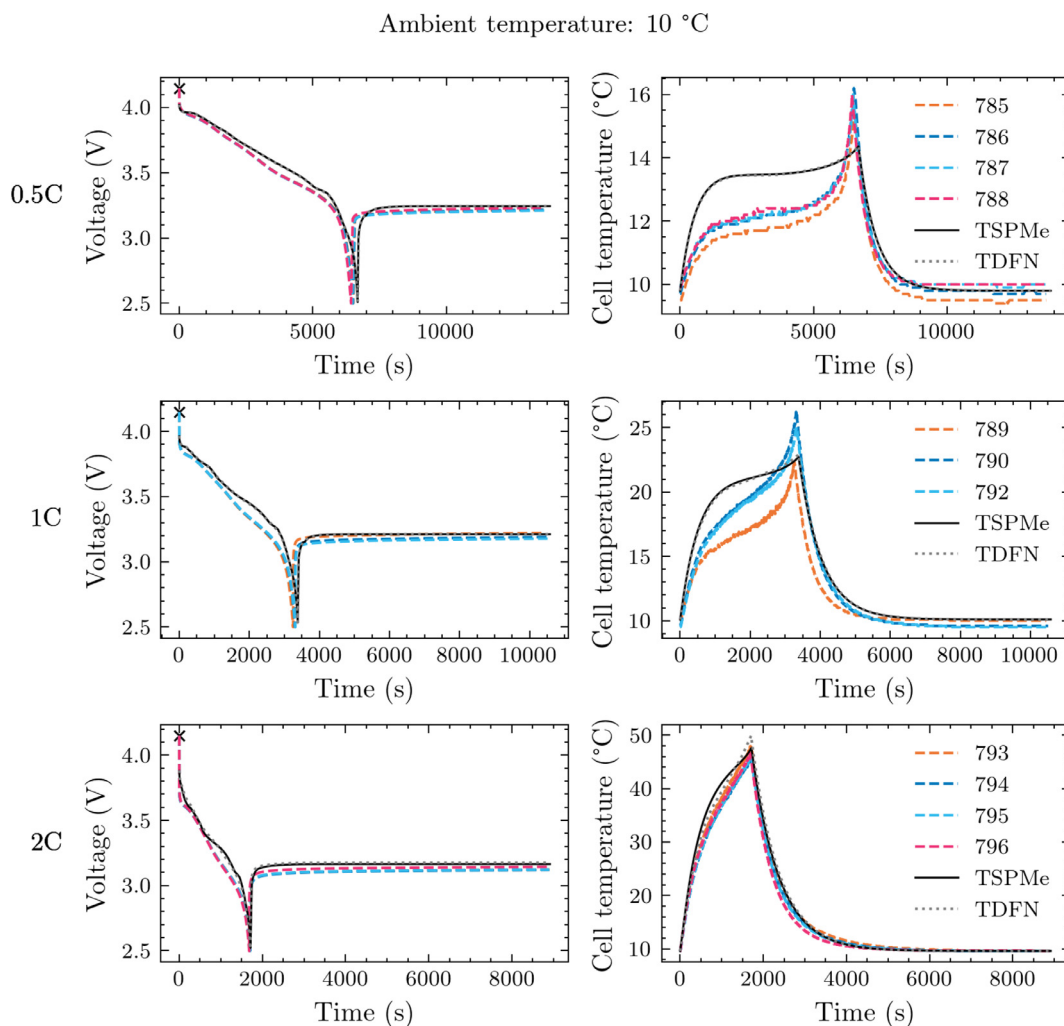 Ambient temperature: 10 °C
0.5C
Voltage (V)
4.0
3.5
3.0
2.5
0 5000 10000
Time (s)
Cell temperature (°C)
16
14
12
10
0 5000 10000
Time (s)
785
786
787
788
TSPMe
TDFN
1C
Voltage (V)
4.0
3.5
3.0
2.5
0 2000 4000 6000 8000 10000
Time (s)
Cell temperature (°C)
25
20
15
10
0 2000 4000 6000 8000 10000
Time (s)
789
790
792
TSPMe
TDFN
2C
Voltage (V)
4.0
3.5
3.0
2.5
0 2000 4000 6000 8000
Time (s)
Cell temperature (°C)
50
40
30
20
10
0 2000 4000 6000 8000
Time (s)
793
794
795
796
TSPMe
TDFN